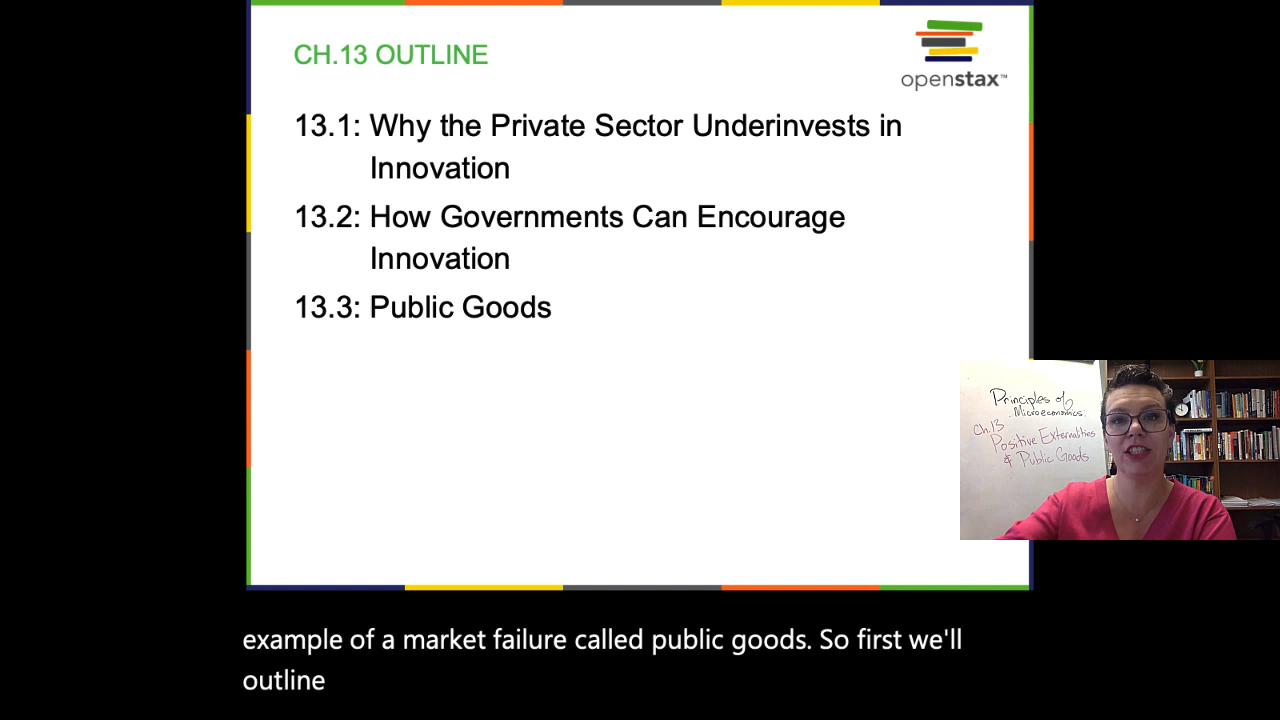 CH.13 OUTLINE
openstax™
13.1: Why the Private Sector Underinvests in
Innovation
13.2: How Governments Can Encourage
Innovation
13.3: Public Goods
Principles of
Microeconomics
Ch.13
Positive Externalities
& Public Goods
example of a market failure called public goods. So first we'll
outline